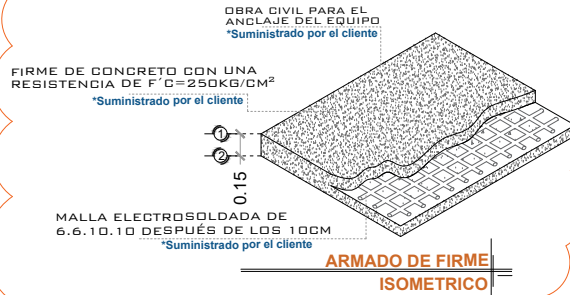 OBRA CIVIL PARA EL
ANCLAJE DEL EQUIPO
*Suministrado por el cliente
FIRME DE CONCRETO CON UNA
RESISTENCIA DE F´C=250KG/CM²
*Suministrado por el cliente
1
2
0.15
MALLA ELECTROSOLDADA DE
6.6.10.10 DESPUÉS DE LOS 10CM
*Suministrado por el cliente
ARMADO DE FIRME
ISOMETRICO